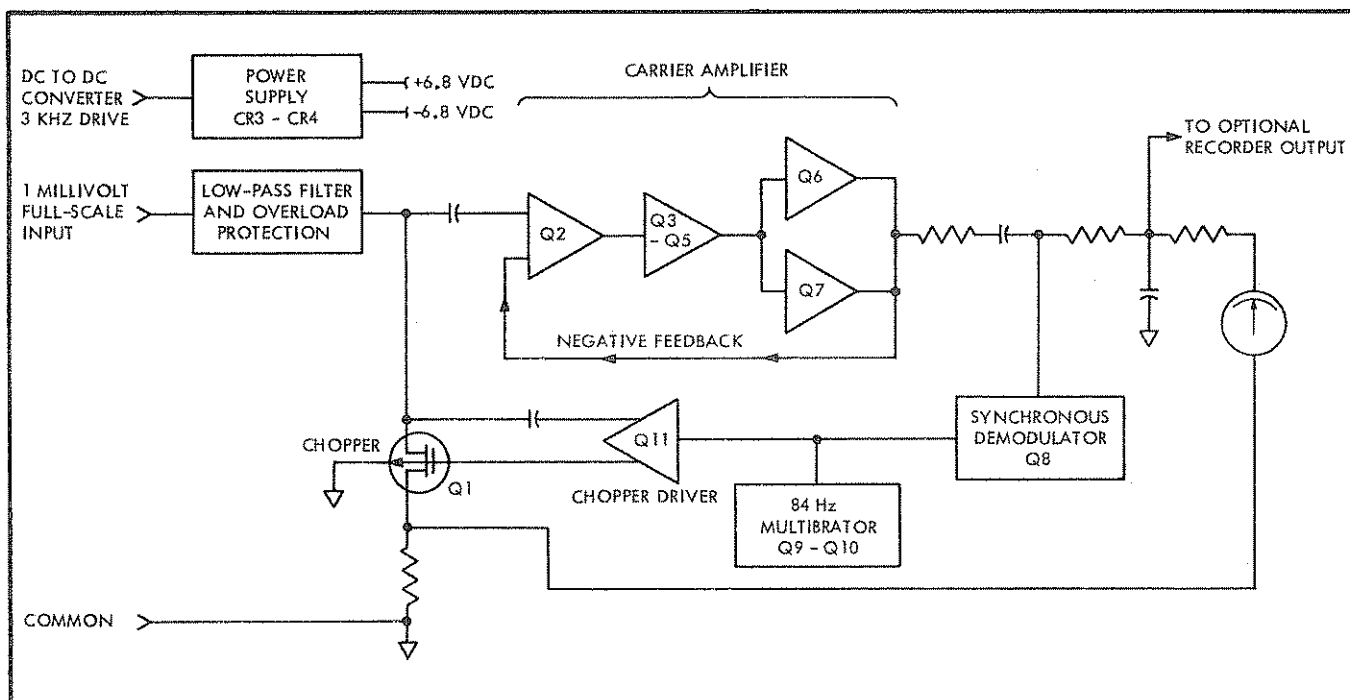 DC TO DC
CONVERTER
3 KHZ DRIVE
POWER
SUPPLY
CR3 - CR4
+6.8 VDC
-6.8 VDC
CARRIER AMPLIFIER
TO OPTIONAL
RECORDER OUTPUT
1 MILLIVOLT
FULL-SCALE
INPUT
LOW-PASS FILTER
AND OVERLOAD
PROTECTION
Q2
Q3
- Q5
Q6
Q7
NEGATIVE FEEDBACK
CHOPPER
Q1
Q11
CHOPPER DRIVER
84 Hz
MULTIBRATOR
Q9 - Q10
SYNCHRONOUS
DEMODULATOR
Q8
COMMON